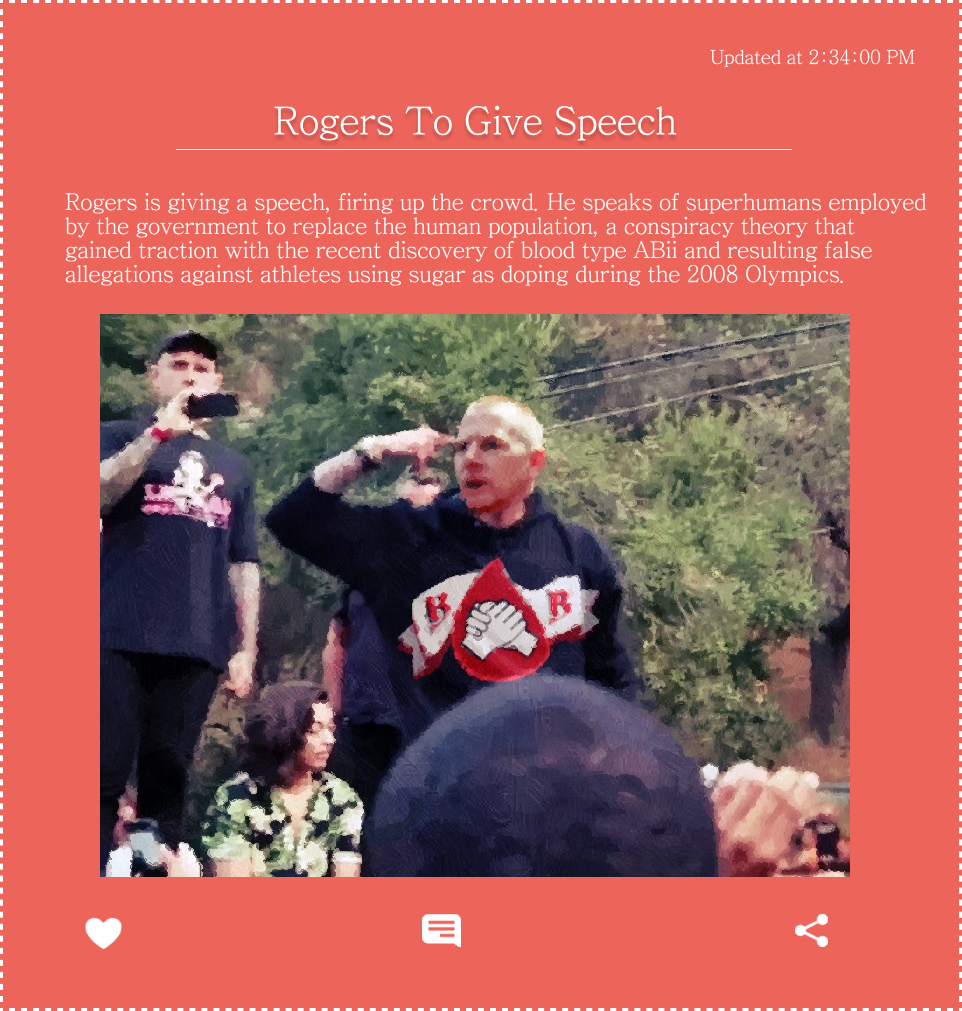 Updated at 2:34:00 PM
Rogers To Give Speech
Rogers is giving a speech, firing up the crowd. He speaks of superhumans employed
by the government to replace the human population, a conspiracy theory that
gained traction with the recent discovery of blood type ABii and resulting false
allegations against athletes using sugar as doping during the 2008 Olympics.
B B